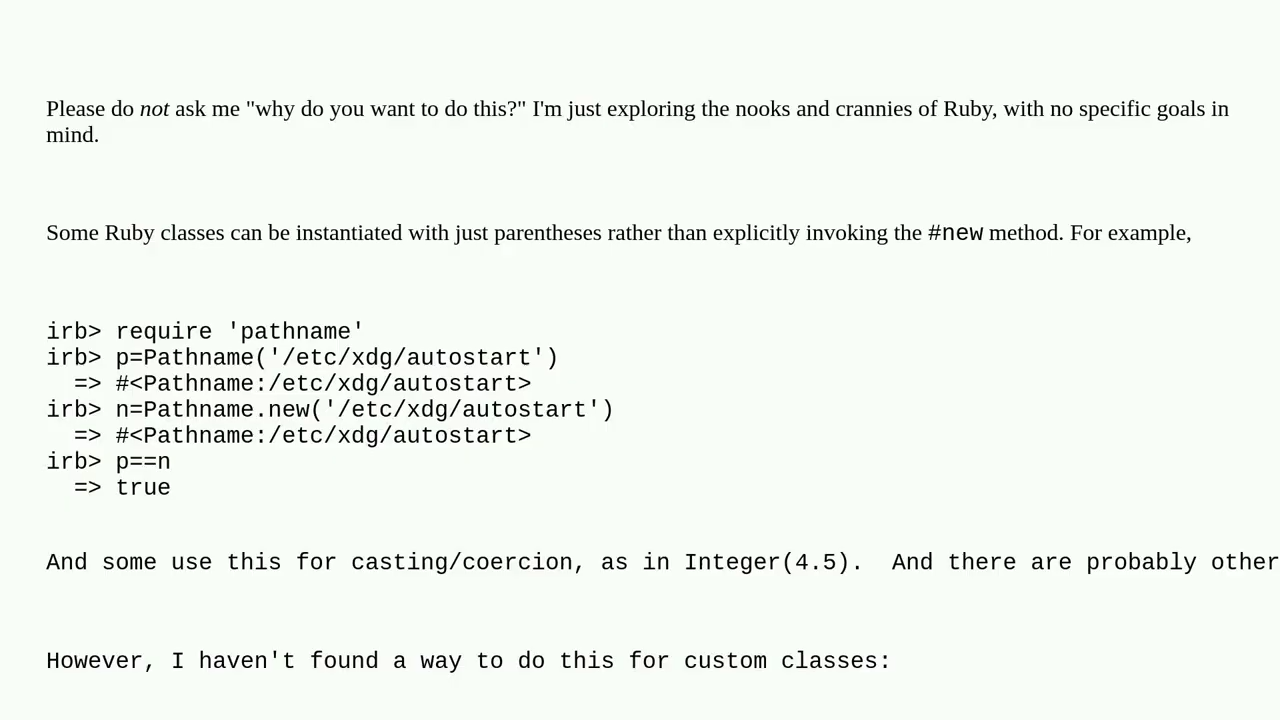 Please do not ask me "why do you want to do this?" I'm just exploring the nooks and crannies of Ruby, with no specific goals in
mind.
Some Ruby classes can be instantiated with just parentheses rather than explicitly invoking the #new method. For example,
irb> require 'pathname'
irb> p=Pathname('/etc/xdg/autostart')
  => #<Pathname:/etc/xdg/autostart>
irb> n=Pathname.new('/etc/xdg/autostart')
  => #<Pathname:/etc/xdg/autostart>
irb> p==n
  => true
And some use this for casting/coercion, as in Integer(4.5).  And there are probably other
However, I haven't found a way to do this for custom classes: